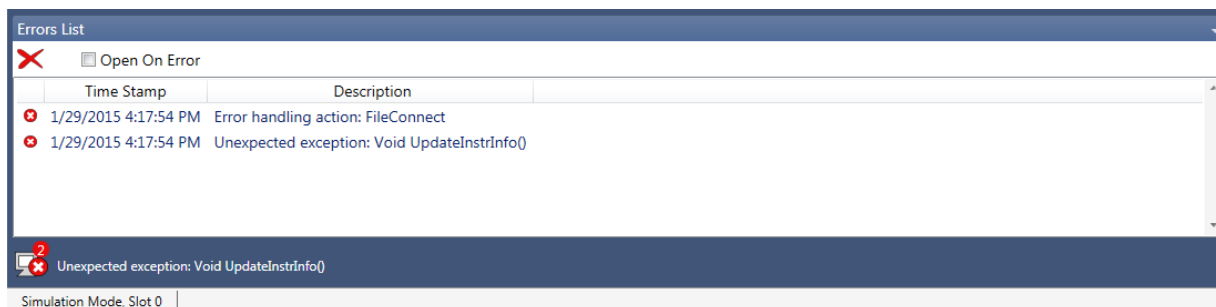 Errors List
Open On Error
Time Stamp Description
1/29/2015 4:17:54 PM Error handling action: FileConnect
1/29/2015 4:17:54 PM Unexpected exception: Void UpdateInstrInfo()
2
Unexpected exception: Void UpdateInstrInfo()
Simulation Mode, Slot 0